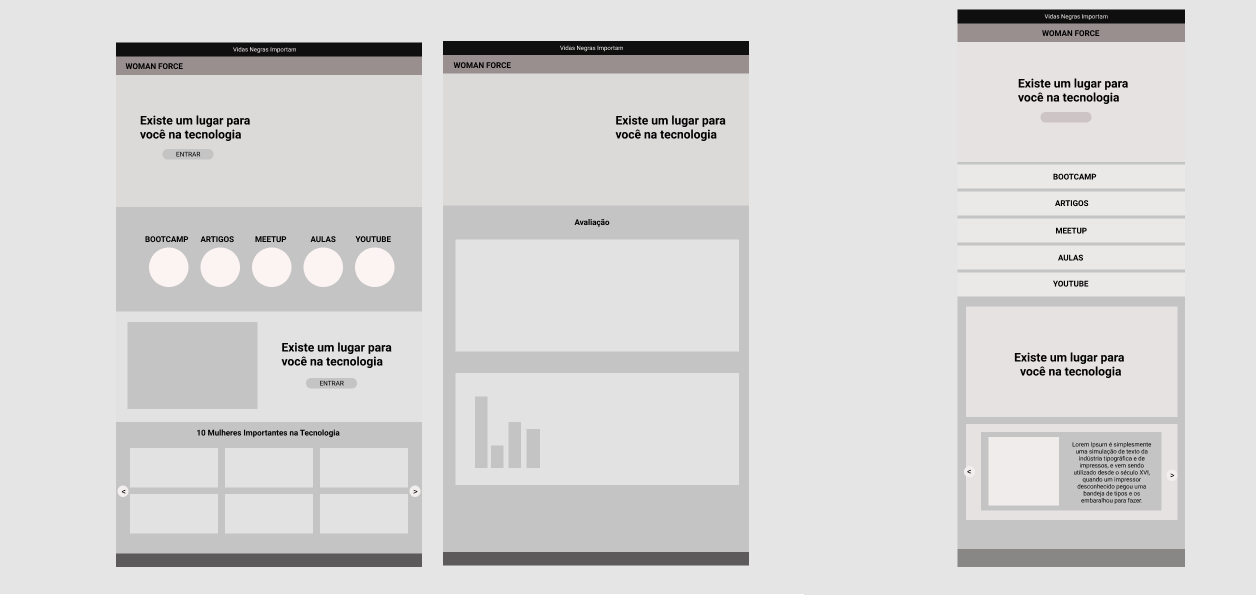 Vidas Negras Importam
WOMAN FORCE
Existe um lugar para
você na tecnologia
ENTRAR
BOOTCAMP
ARTIGOS
MEETUP
AULAS
YOUTUBE
Existe um lugar para
você na tecnologia
ENTRAR
10 Mulheres Importantes na Tecnologia
<
>
Vidas Negras Importam
WOMAN FORCE
Existe um lugar para
você na tecnologia
Avaliação
Vidas Negras Importam
WOMAN FORCE
Existe um lugar para
você na tecnologia
BOOTCAMP
ARTIGOS
MEETUP
AULAS
YOUTUBE
Existe um lugar para
você na tecnologia
<
Lorem Ipsum é simplesmente
uma simulação de texto da
indústria tipográfica e de
impressos, e vem sendo
utilizado desde o século XVI,
quando um impressor
desconhecido pegou uma
bandeja de tipos e os
embaralhou para fazer.
>